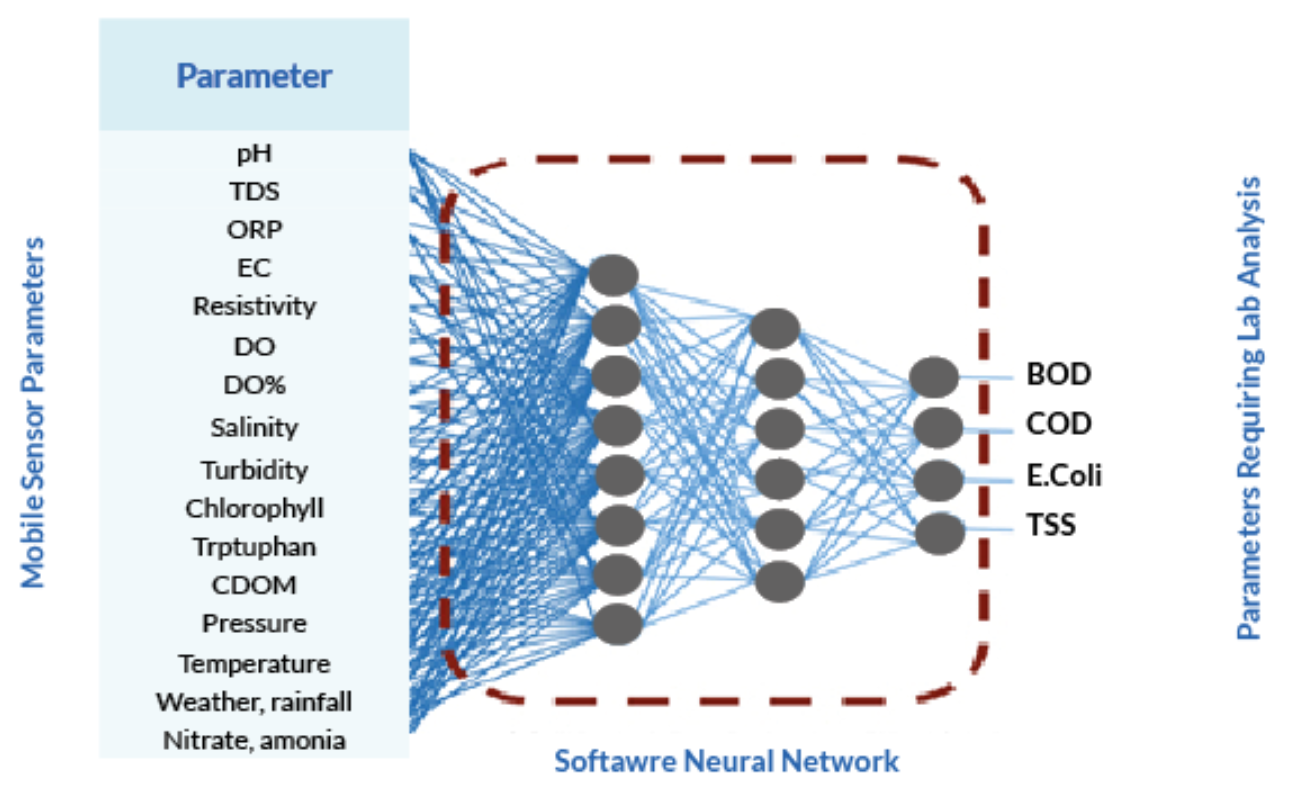 Parameter
Mobile Sensor Parameters
pH
TDS
ORP
EC
Resistivity
DO
DO%
Salinity
Turbidity
Chlorophyll
Trptuphan
CDOM
Pressure
Temperature
Weather, rainfall
Nitrate, amonia
BOD
COD
E.Coli
TSS
Parameters Requiring Lab Analysis
Softawre Neural Network